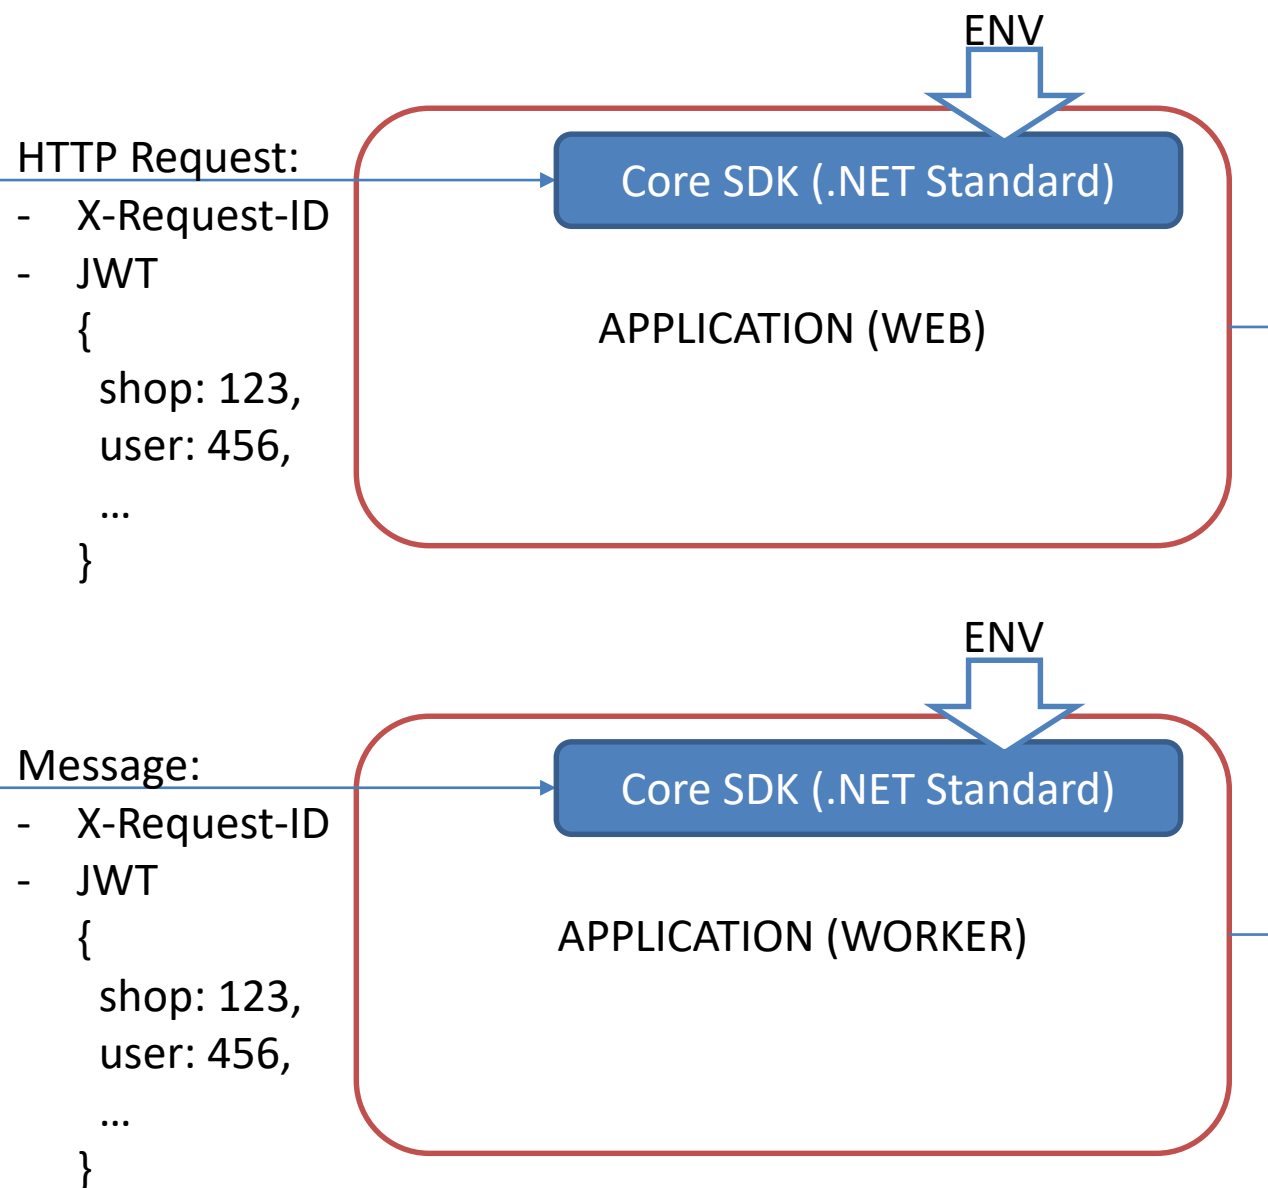 ENV
HTTP Request:
Core SDK (.NET Standard)
- X-Request-ID
- JWT
{
APPLICATION (WEB)
shop: 123,
user: 456,
...
}
ENV
Message:
Core SDK (.NET Standard)
- X-Request-ID
- JWT
{
APPLICATION (WORKER)
shop: 123,
user: 456,
...
}